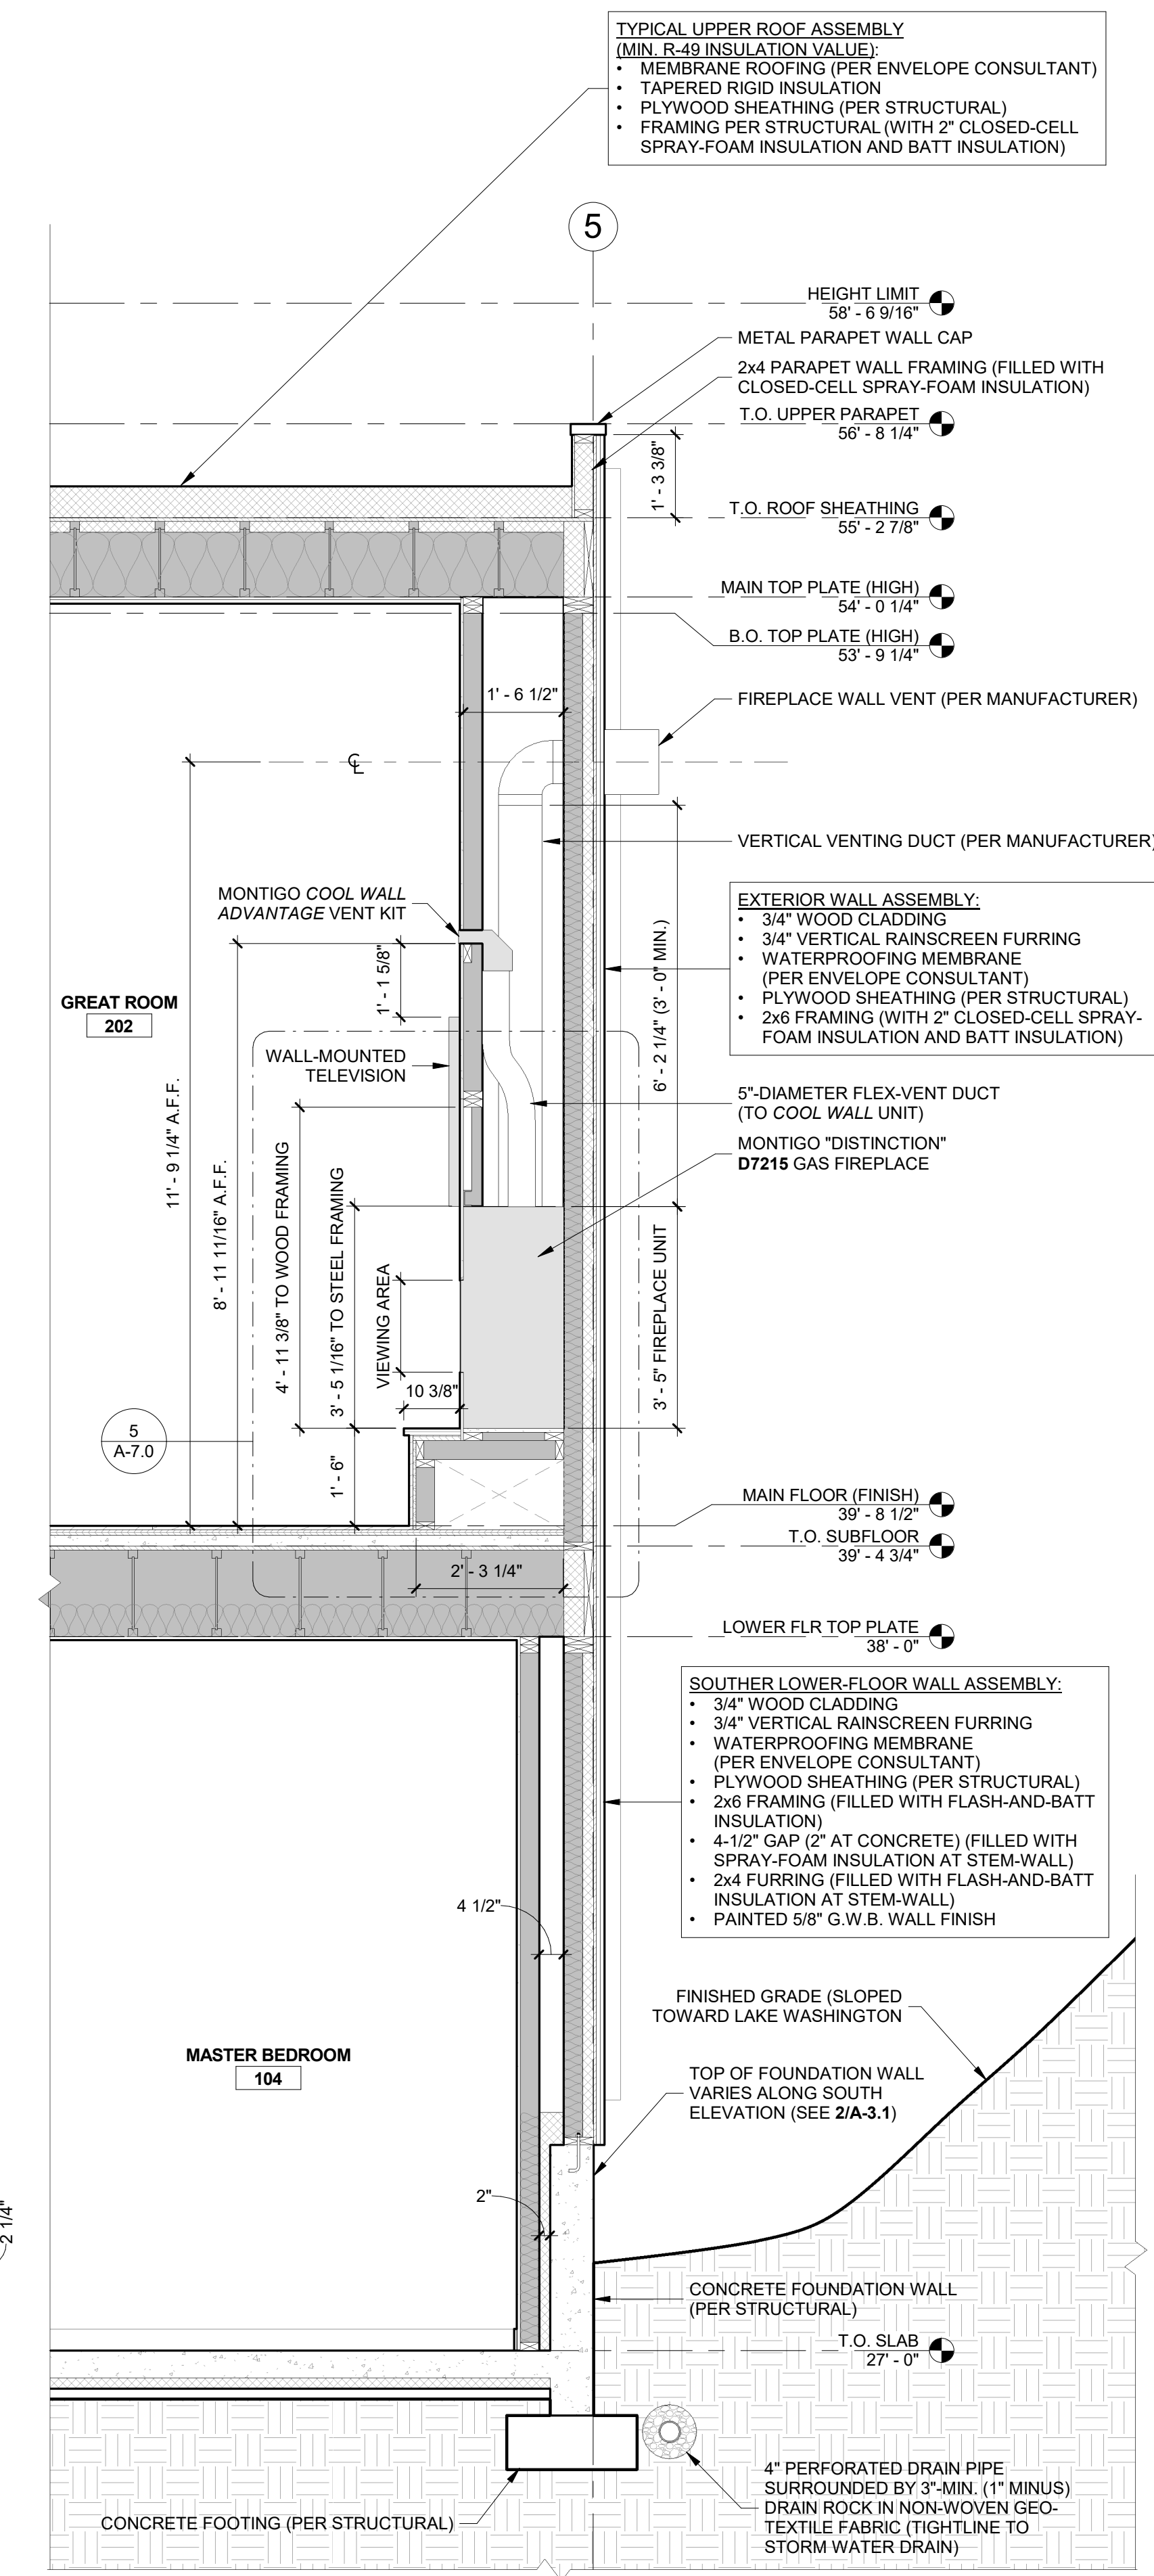 TYPICAL UPPER ROOF ASSEMBLY
(MIN. R-49 INSULATION VALUE):
• MEMBRANE ROOFING (PER ENVELOPE CONSULTANT)
• TAPERED RIGID INSULATION
• PLYWOOD SHEATHING (PER STRUCTURAL)
• FRAMING PER STRUCTURAL (WITH 2" CLOSED-CELL
SPRAY-FOAM INSULATION AND BATT INSULATION)
5
HEIGHT LIMIT
58' - 6 9/16"
METAL PARAPET WALL CAP
2x4 PARAPET WALL FRAMING (FILLED WITH
CLOSED-CELL SPRAY-FOAM INSULATION)
T.O. UPPER PARAPET
56' - 8 1/4"
1' - 3 3/8"
T.O. ROOF SHEATHING
55' - 2 7/8"
MAIN TOP PLATE (HIGH)
54' - 0 1/4"
B.O. TOP PLATE (HIGH)
53' - 9 1/4"
1' - 6 1/2"
FIREPLACE WALL VENT (PER MANUFACTURER)
CL
VERTICAL VENTING DUCT (PER MANUFACTURER)
MONTIGO COOL WALL
ADVANTAGE VENT KIT
EXTERIOR WALL ASSEMBLY:
• 3/4" WOOD CLADDING
• 3/4" VERTICAL RAINSCREEN FURRING
• WATERPROOFING MEMBRANE
(PER ENVELOPE CONSULTANT)
• PLYWOOD SHEATHING (PER STRUCTURAL)
• 2x6 FRAMING (WITH 2" CLOSED-CELL SPRAY-
FOAM INSULATION AND BATT INSULATION)
1' - 1 5/8"
6' - 2 1/4" (3' - 0" MIN.)
GREAT ROOM
202
WALL-MOUNTED
TELEVISION
5"-DIAMETER FLEX-VENT DUCT
(TO COOL WALL UNIT)
MONTIGO "DISTINCTION"
D7215 GAS FIREPLACE
11' - 9 1/4" A.F.F.
8' - 11 11/16" A.F.F.
4' - 11 3/8" TO WOOD FRAMING
3' - 5 1/16" TO STEEL FRAMING
VIEWING AREA
3' - 5" FIREPLACE UNIT
10 3/8"
5
A-7.0
1' - 6"
MAIN FLOOR (FINISH)
39' - 8 1/2"
T.O. SUBFLOOR
39' - 4 3/4"
2' - 3 1/4"
LOWER FLR TOP PLATE
38' - 0"
SOUTHER LOWER-FLOOR WALL ASSEMBLY:
• 3/4" WOOD CLADDING
• 3/4" VERTICAL RAINSCREEN FURRING
• WATERPROOFING MEMBRANE
(PER ENVELOPE CONSULTANT)
• PLYWOOD SHEATHING (PER STRUCTURAL)
• 2x6 FRAMING (FILLED WITH FLASH-AND-BATT
INSULATION)
• 4-1/2" GAP (2" AT CONCRETE) (FILLED WITH
SPRAY-FOAM INSULATION AT STEM-WALL)
• 2x4 FURRING (FILLED WITH FLASH-AND-BATT
INSULATION AT STEM-WALL)
• PAINTED 5/8" G.W.B. WALL FINISH
4 1/2"
FINISHED GRADE (SLOPED
TOWARD LAKE WASHINGTON
MASTER BEDROOM
104
TOP OF FOUNDATION WALL
VARIES ALONG SOUTH
ELEVATION (SEE 2/A-3.1)
2"
2 1/4"
CONCRETE FOUNDATION WALL
(PER STRUCTURAL)
T.O. SLAB
27' - 0"
4" PERFORATED DRAIN PIPE
SURROUNDED BY 3"-MIN. (1" MINUS)
DRAIN ROCK IN NON-WOVEN GEO-
TEXTILE FABRIC (TIGHTLINE TO
STORM WATER DRAIN)
CONCRETE FOOTING (PER STRUCTURAL)